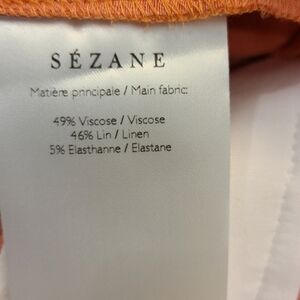 SÉZANE
Matière principale / Main fabric:
49% Viscose / Viscose
46% Lin / Linen
5% Elasthanne / Elastane